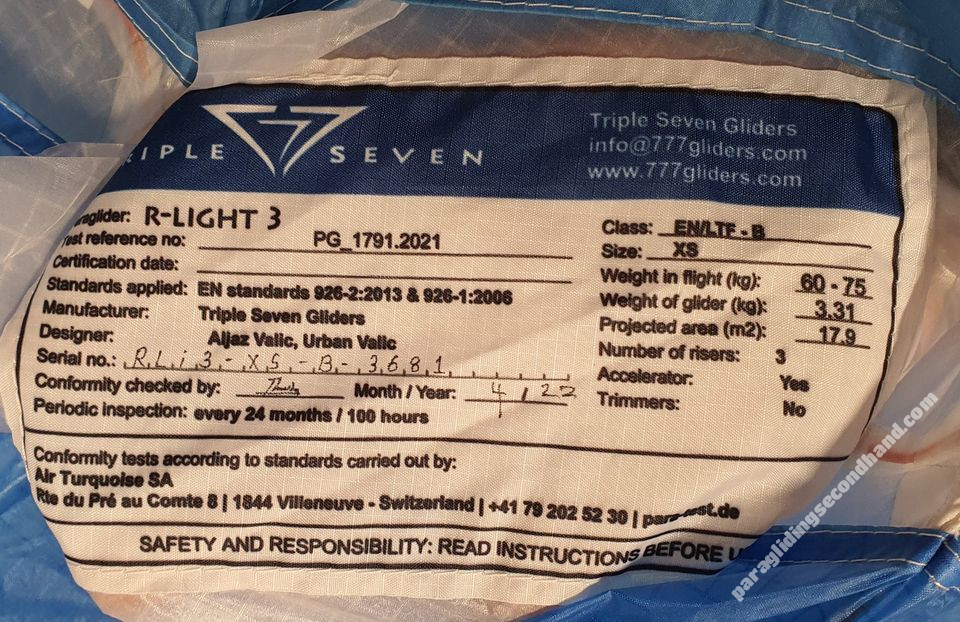 RIPLE SEVEN
Triple Seven Gliders
info@777gliders.com
www.777gliders.com
raglider: R-LIGHT 3
est reference no: PG_1791.2021
Certification date:
Standards applied: EN standards 926-2:2013 & 926-1:2006
Manufacturer: Triple Seven Gliders
Designer: Aljaz Valic, Urban Valic
Serial no.: RLi3-XS-B-3681
Conformity checked by:
Month / Year: 4 / 22
Periodic Inspection: every 24 months / 100 hours
Class: EN/LTF - B
Size: XS
Weight in flight (kg): 60 - 75
Weight of glider (kg): 3.31
Projected area (m2): 17.9
Number of risers: 3
Accelerator: Yes
Trimmers: No
Conformity tests according to standards carried out by:
Air Turquoise SA
Rte du Pré au Comte 8 | 1844 Villeneuve - Switzerland | +41 79 202 52 30 | para-test.de
SAFETY AND RESPONSIBILITY: READ INSTRUCTIONS BEFORE U
paraglidingsecondhand.com